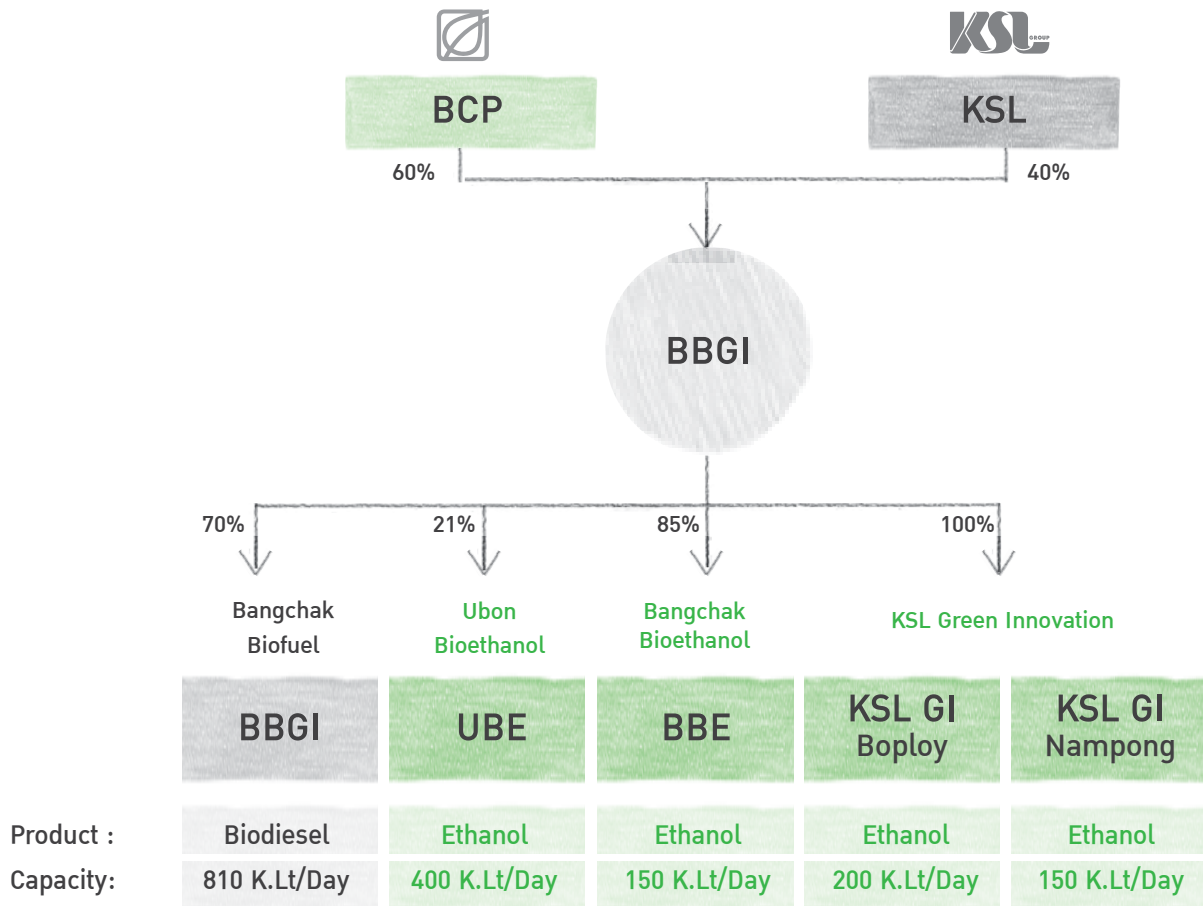 KSL GROUP
BCP
KSL
60%
40%
BBGI
70%
21%
85%
100%
Bangchak
Biofuel
Ubon
Bioethanol
Bangchak
Bioethanol
KSL Green Innovation
BBGI
UBE
BBE
KSL GI
Boploy
KSL GI
Nampong
Product : Biodiesel Ethanol Ethanol Ethanol Ethanol
Capacity: 810 K.Lt/Day 400 K.Lt/Day 150 K.Lt/Day 200 K.Lt/Day 150 K.Lt/Day